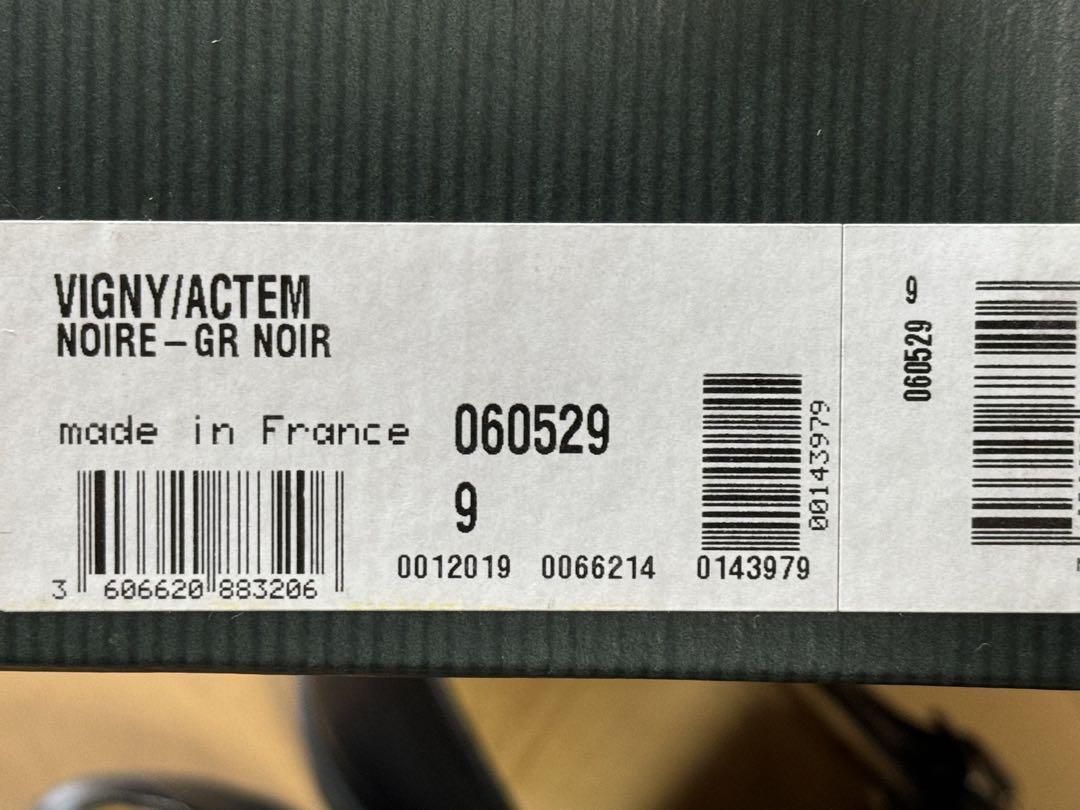 VIGNY/ACTEM
NOIRE-GR NOIR
made in France 060529
9
0012019 0066214 0143979
3 606620 883206
00143979
9
060529